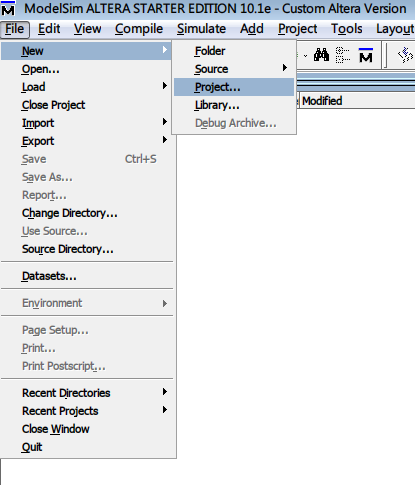 ModelSim ALTERA STARTER EDITION 10.1e - Custom Altera Version
File Edit View Compile Simulate Add Project Tools Layout
New Folder
Open... Source
Load Project... Modified
Close Project Library...
Import Debug Archive...
Export
Save Ctrl+S
Save As...
Report...
Change Directory...
Use Source...
Source Directory...
Datasets...
Environment
Page Setup...
Print...
Print Postscript...
Recent Directories
Recent Projects
Close Window
Quit